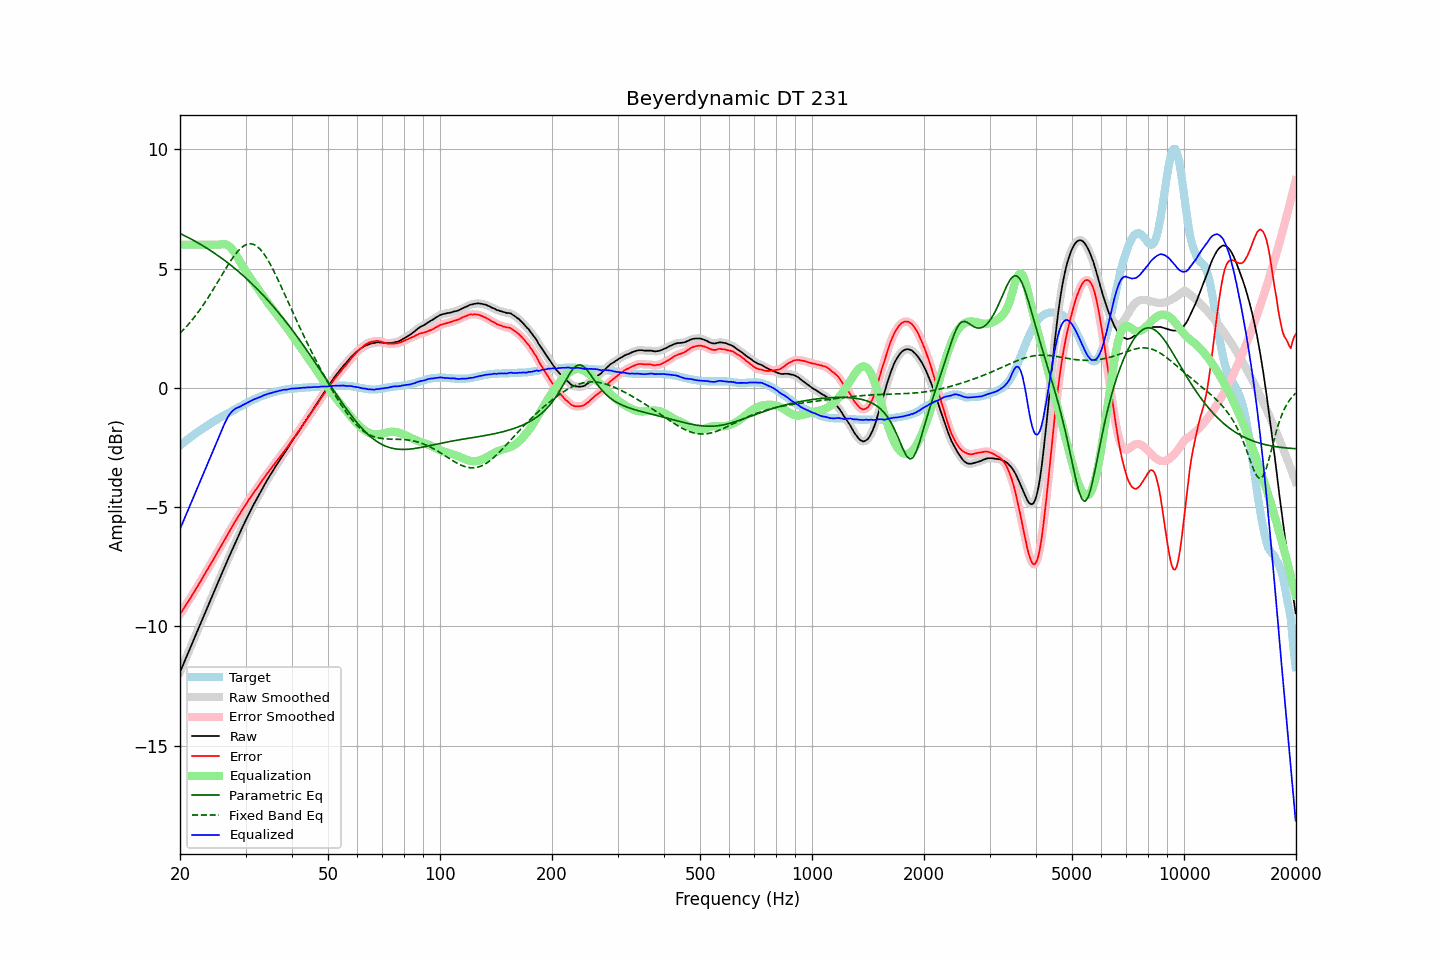 Beyerdynamic DT 231
Amplitude (dBr)
10
5
0
−5
−10
−15
Target
Raw Smoothed
Error Smoothed
Raw
Error
Equalization
Parametric Eq
Fixed Band Eq
Equalized
20 50 100 200 500 1000 2000 5000 10000 20000
Frequency (Hz)